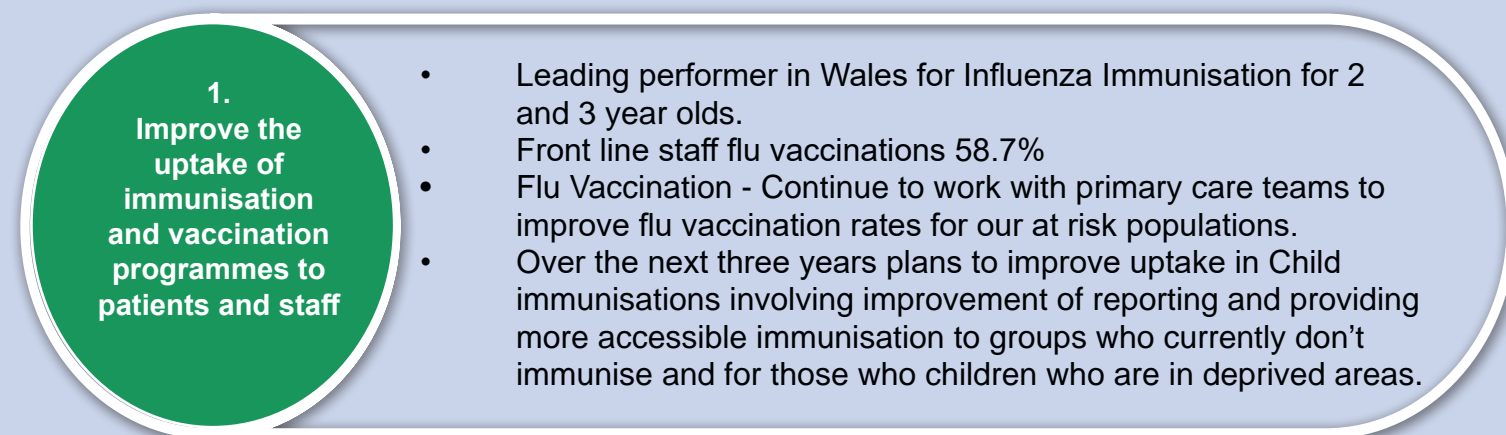 1.
Improve the
uptake of
immunisation
and vaccination
programmes to
patients and staff
• Leading performer in Wales for Influenza Immunisation for 2
and 3 year olds.
• Front line staff flu vaccinations 58.7%
• Flu Vaccination - Continue to work with primary care teams to
improve flu vaccination rates for our at risk populations.
• Over the next three years plans to improve uptake in Child
immunisations involving improvement of reporting and providing
more accessible immunisation to groups who currently don’t
immunise and for those who children who are in deprived areas.